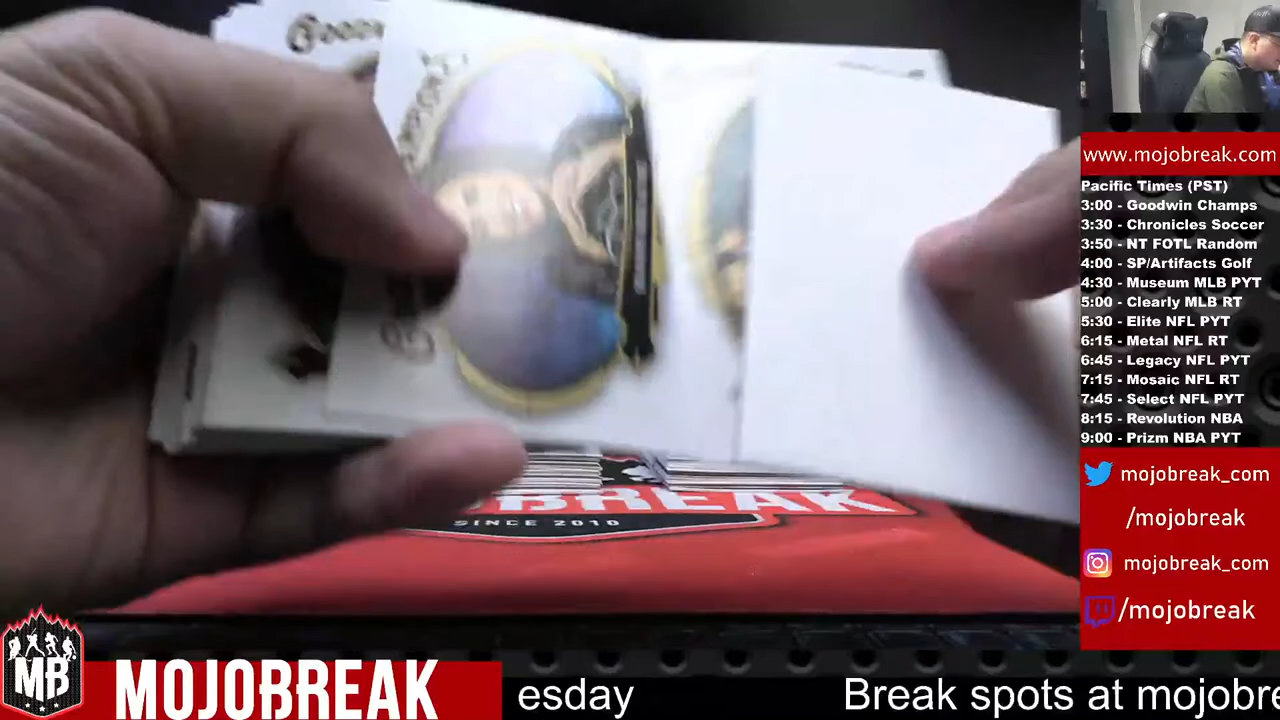 www.mojobreak.com
Pacific Times (PST)
3:00 - Goodwin Champs
3:30 - Chronicles Soccer
3:50 - NT FOTL Random
4:00 - SP/Artifacts Golf
4:30 - Museum MLB PYT
5:00 - Clearly MLB RT
5:30 - Elite NFL PYT
6:15 - Metal NFL RT
6:45 - Legacy NFL PYT
7:15 - Mosaic NFL RT
7:45 - Select NFL PYT
8:15 - Revolution NBA
9:00 - Prizm NBA PYT
mojobreak_com
/mojobreak
mojobreak_com
/mojobreak
BREAK
SINCE 2010
MB
MOJOBREAK
esday
Break spots at mojobre